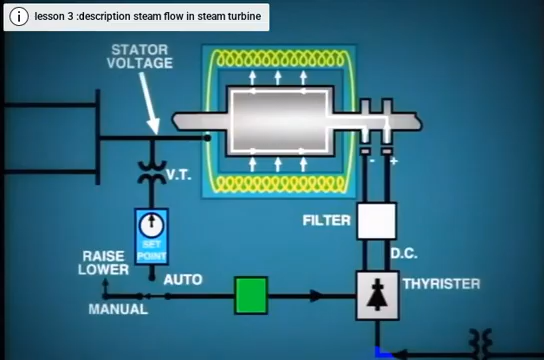 lesson 3 :description steam flow in steam turbine
STATOR
VOLTAGE
V.T.
- +
SET
POINT
FILTER
D.C.
RAISE
LOWER
AUTO
MANUAL
THYRISTER